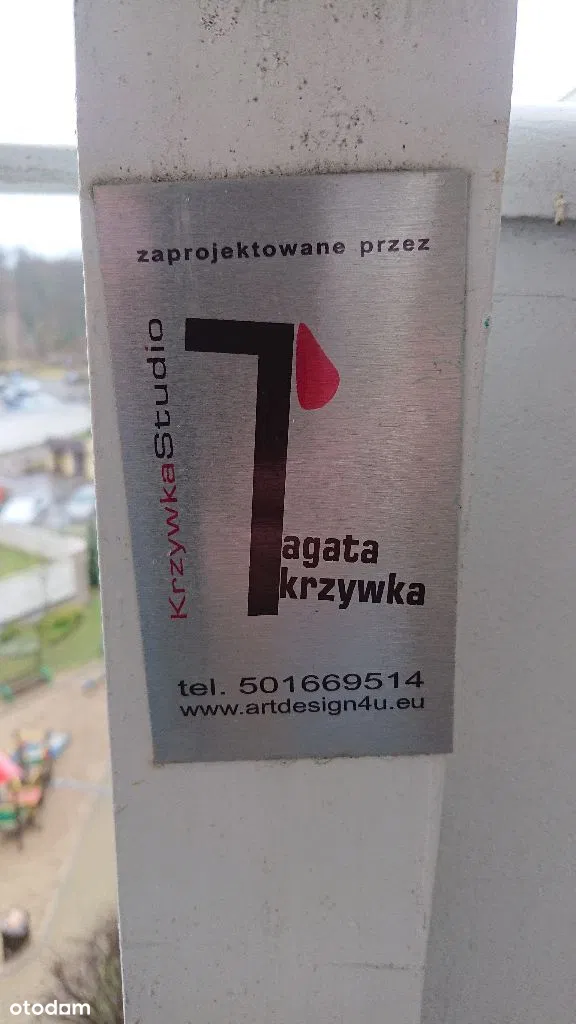 zaprojektowane przez
KrzywkaStudio
agata
krzywka
tel. 501669514
www.artdesign4u.eu
otodom